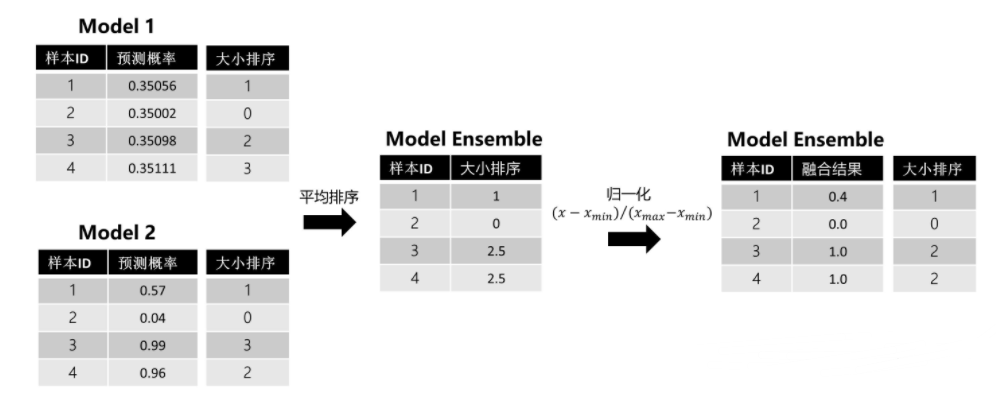 Model 1
样本ID 预测概率 大小排序
1 0.35056 1
2 0.35002 0
3 0.35098 2
4 0.35111 3
Model 2
样本ID 预测概率 大小排序
1 0.57 1
2 0.04 0
3 0.99 3
4 0.96 2
平均排序
Model Ensemble
样本ID 大小排序
1 1
2 0
3 2.5
4 2.5
归一化
(x − xmin)/(xmax−xmin)
Model Ensemble
样本ID 融合结果 大小排序
1 0.4 1
2 0.0 0
3 1.0 2
4 1.0 2